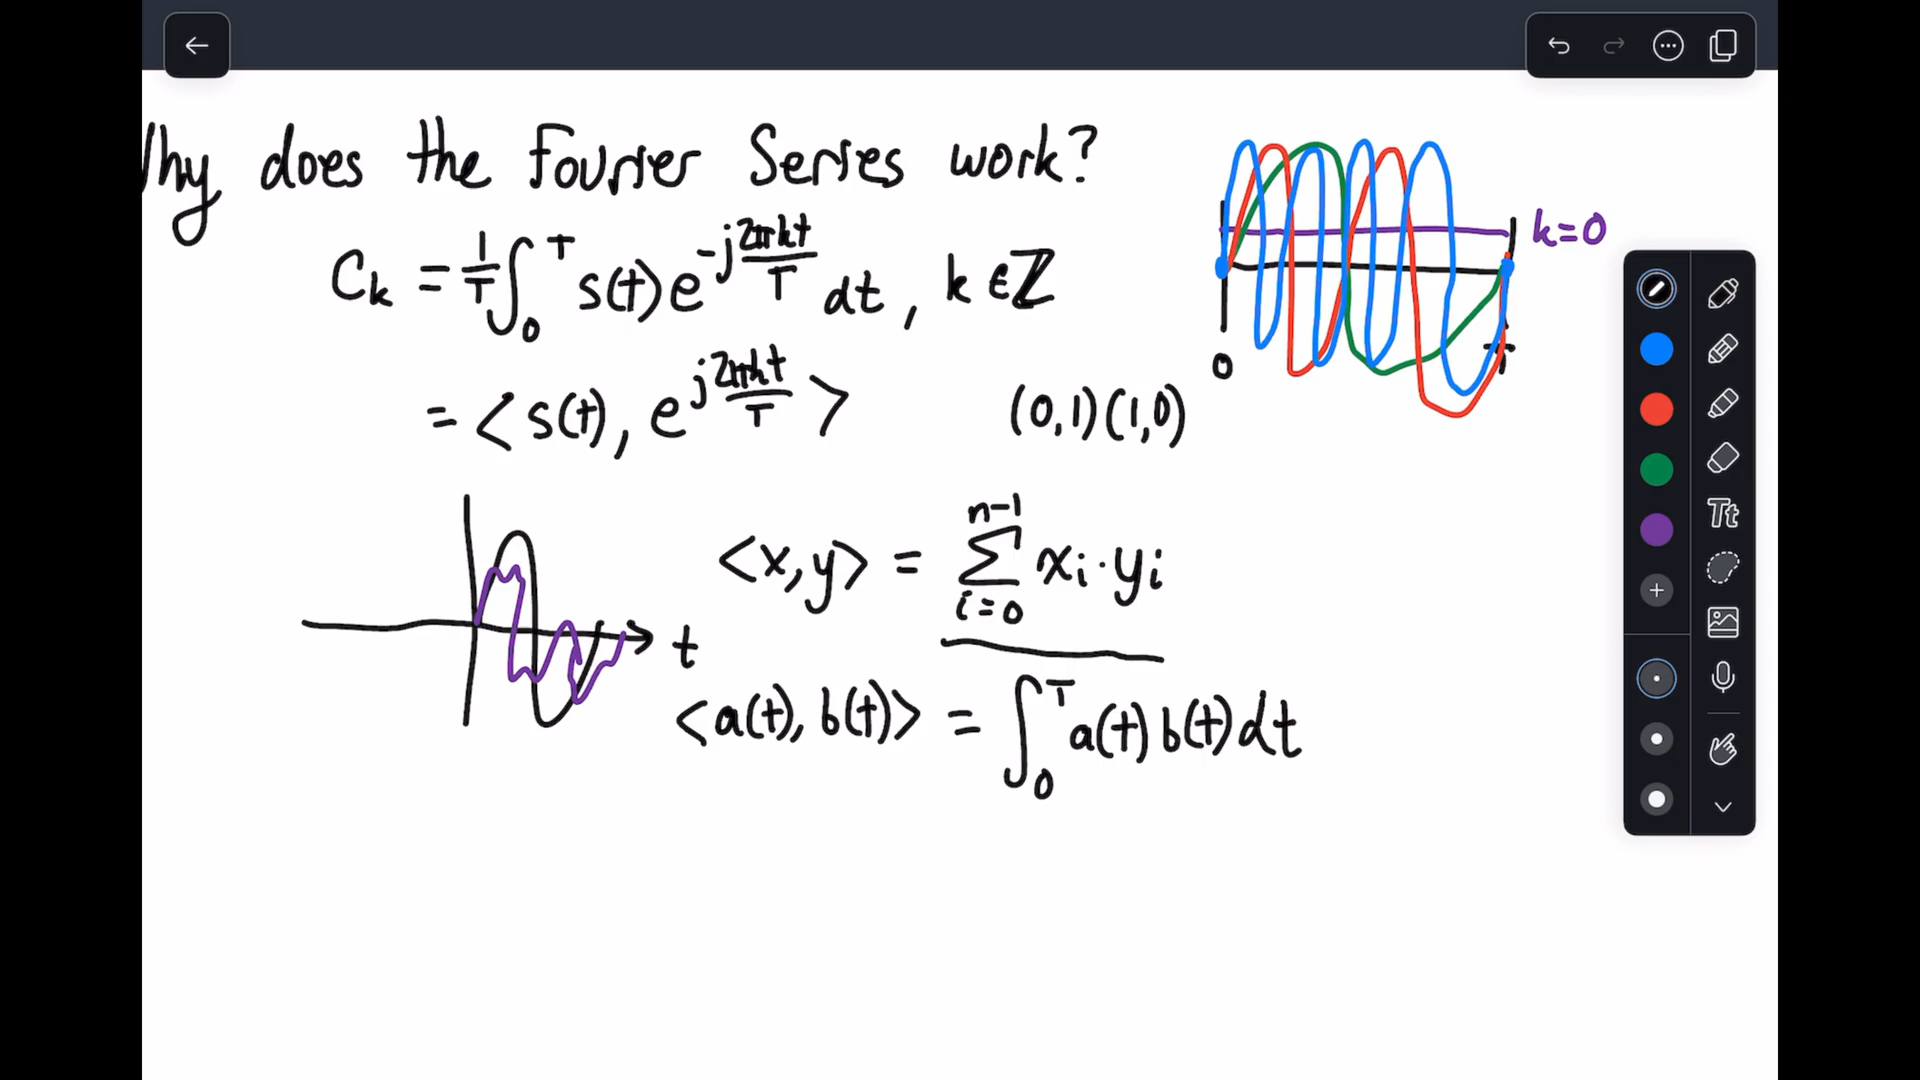 Why does the Fourier Series work?
k=0
C_k = 1/T ∫_0^T s(t) e^{-j2πkt/T} dt, k ∈ ℤ
0 T
= <s(t), e^{j2πkt/T}> (0,1)(1,0)
<x,y> = ∑_{i=0}^{n-1} x_i · y_i
t
<a(t), b(t)> = ∫_0^T a(t) b(t) dt
Tt